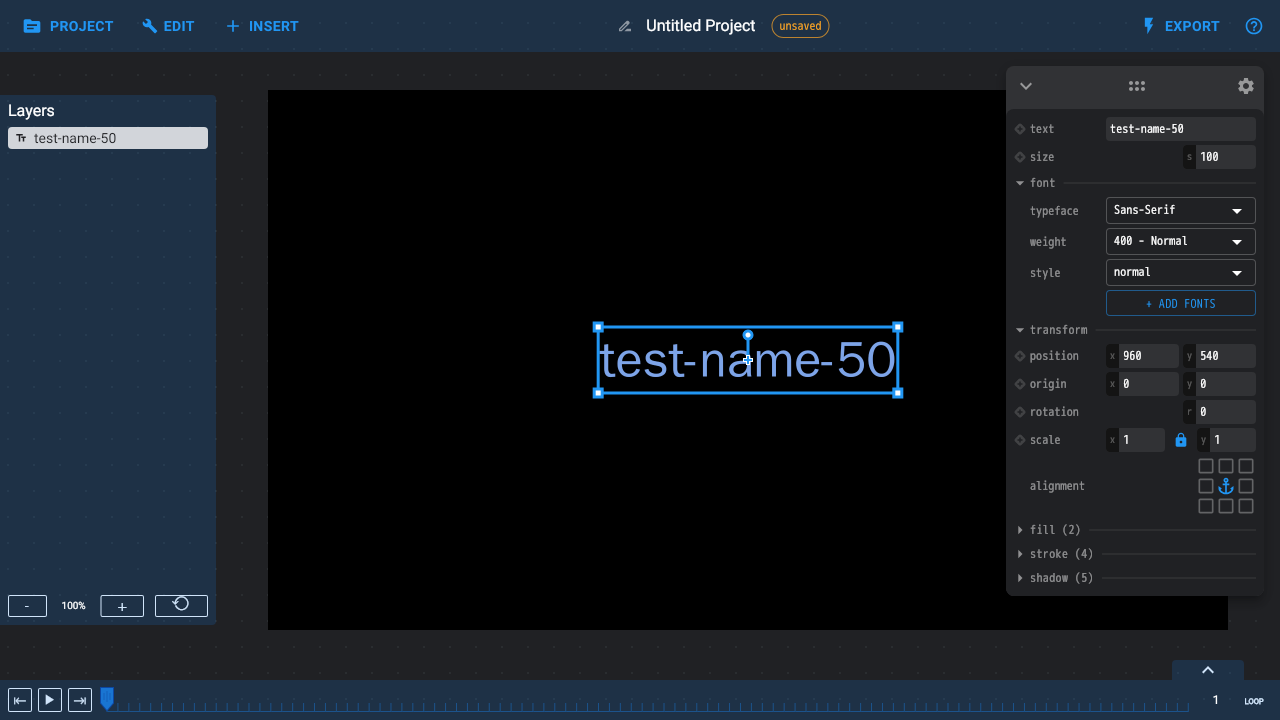 PROJECT EDIT INSERT Untitled Project unsaved EXPORT
Layers
test-name-50
- 100% +
test-name-50
text test-name-50
size s 100
font
typeface Sans-Serif
weight 400 - Normal
style normal
+ ADD FONTS
transform
position x 960 y 540
origin x 0 y 0
rotation r 0
scale x 1 y 1
alignment
fill (2)
stroke (4)
shadow (5)
1 LOOP